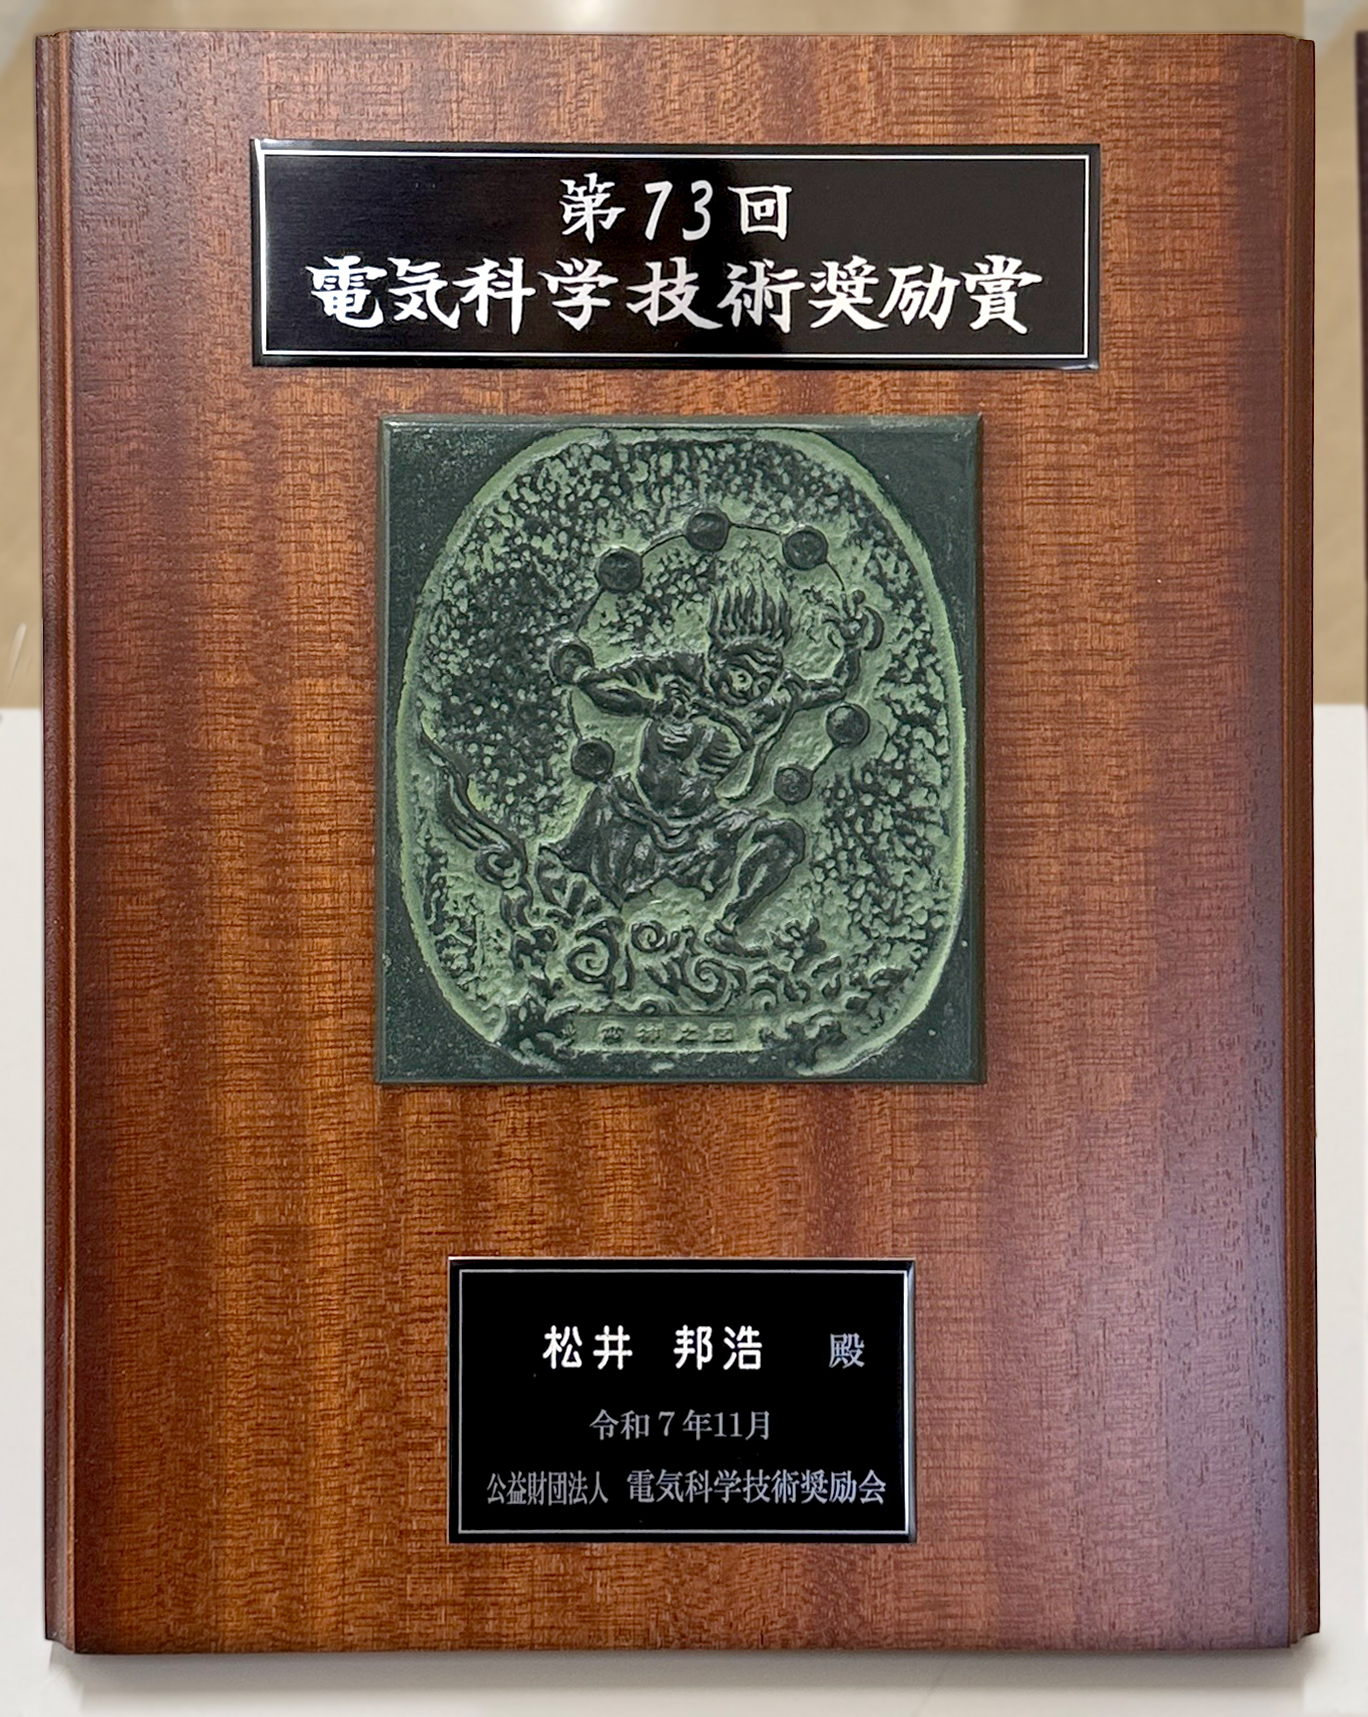 第73回
電気科学技術奨励賞
雷神之図
松井 邦浩 殿
令和7年11月
公益財団法人 電気科学技術奨励会